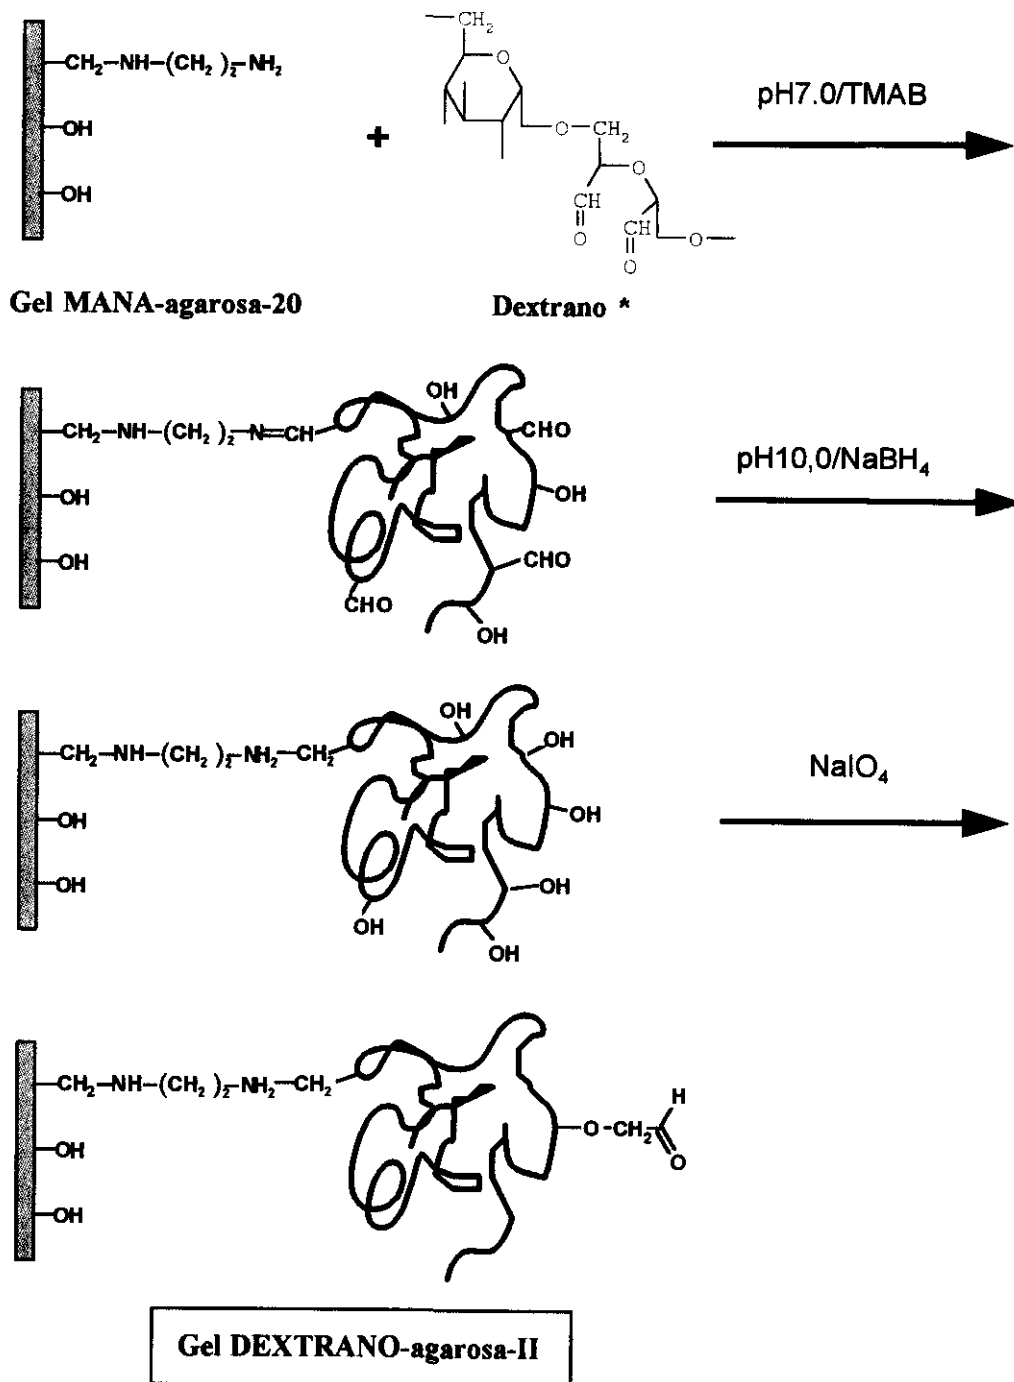 CH₂
CH₂–NH–(CH₂)₂–NH₂
O
OH
+
O
CH₂
pH7.0/TMAB
O
OH
CH
CH
O
O
O
Gel MANA-agarosa-20
Dextrano *
OH
CH₂–NH–(CH₂)₂–N=CH
CHO
pH10,0/NaBH₄
OH
OH
OH
CHO
CHO
OH
OH
CH₂–NH–(CH₂)₂–NH₂–CH₂
OH
NaIO₄
OH
OH
OH
OH
OH
OH
CH₂–NH–(CH₂)₂–NH₂–CH₂
H
O–CH₂
OH
O
OH
Gel DEXTRANO-agarosa-II